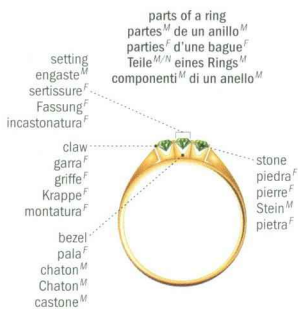 parts of a ring
partesᴹ de un anilloᴹ
partiesᶠ d'une bagueᶠ
Teileᴹ/ᴺ eines Ringsᴹ
componentiᴹ di un anelloᴹ
setting
engasteᴹ
sertissureᶠ
Fassungᶠ
incastonaturaᶠ
claw
garraᶠ
griffeᶠ
Krappeᶠ
montaturaᶠ
bezel
palaᶠ
chatonᴹ
Chatonᴹ
castoneᴹ
stone
piedraᶠ
pierreᶠ
Steinᴹ
pietraᶠ